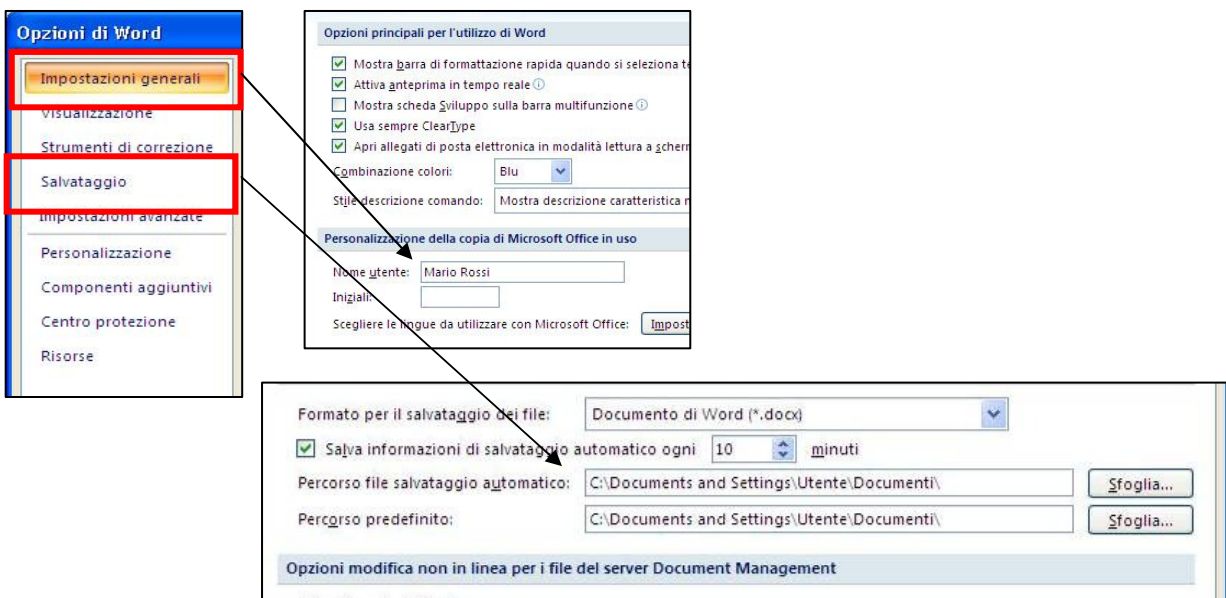 Opzioni di Word
Impostazioni generali
Visualizzazione
Strumenti di correzione
Salvataggio
Impostazioni avanzate
Personalizzazione
Componenti aggiuntivi
Centro protezione
Risorse
Opzioni principali per l'utilizzo di Word
Mostra barra di formattazione rapida quando si seleziona te
Attiva anteprima in tempo reale
Mostra scheda Sviluppo sulla barra multifunzione
Usa sempre ClearType
Apri allegati di posta elettronica in modalità lettura a scherm
Combinazione colori: Blu
Stile descrizione comando: Mostra descrizione caratteristica n
Personalizzazione della copia di Microsoft Office in uso
Nome utente: Mario Rossi
Iniziali:
Scegliere le lingue da utilizzare con Microsoft Office: Impost
Formato per il salvataggio dei file: Documento di Word (*.docx)
Salva informazioni di salvataggio automatico ogni 10 minuti
Percorso file salvataggio automatico: C:\Documents and Settings\Utente\Documenti\ Sfoglia...
Percorso predefinito: C:\Documents and Settings\Utente\Documenti\ Sfoglia...
Opzioni modifica non in linea per i file del server Document Management